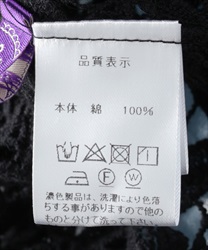 品質表示
本体 綿 100%
F W
濃色製品は、洗濯により色落
ちする事がありますので他の
ものと分けて洗って下さい。